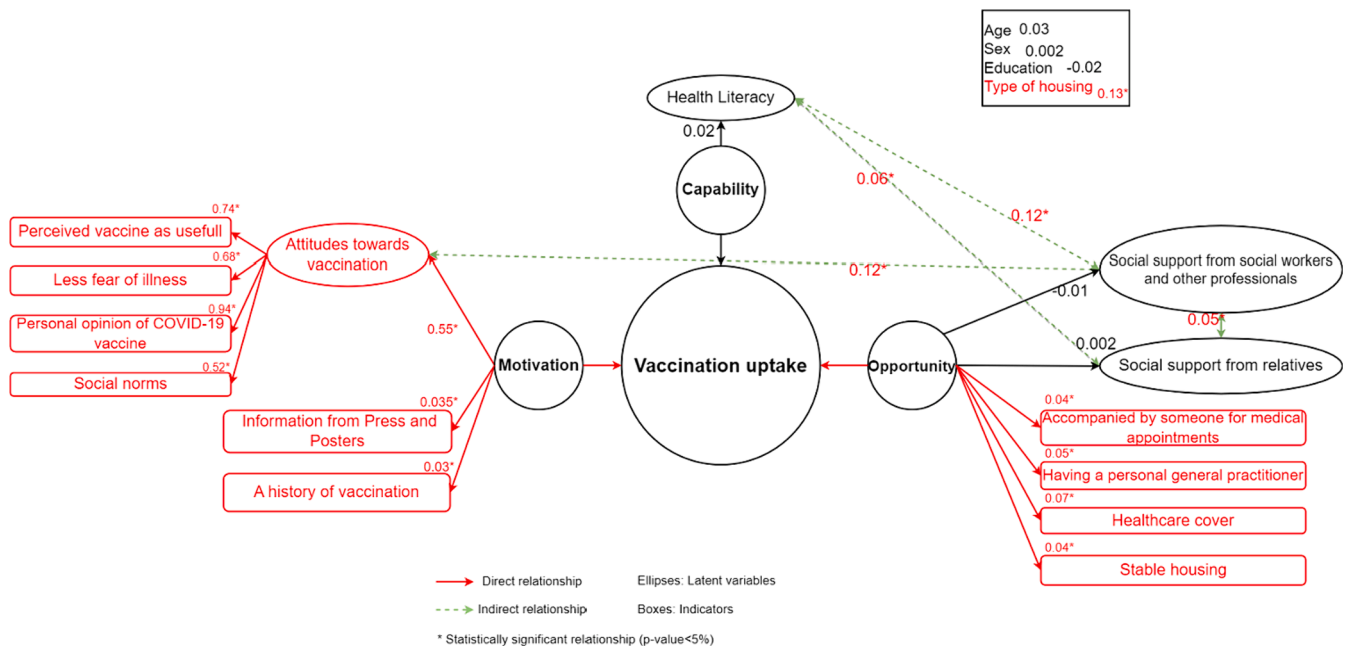 Age 0.03
Sex 0.002
Education -0.02
Type of housing 0.13*
Health Literacy
0.02
Capability
0.06*
0.12*
0.74*
Perceived vaccine as usefull
0.68*
Less fear of illness
0.94*
Personal opinion of COVID-19
vaccine
0.52*
Social norms
Attitudes towards
vaccination
0.12*
Social support from social workers
and other professionals
-0.01
0.05*
0.002
Social support from relatives
0.55*
Motivation
Vaccination uptake
Opportunity
0.035*
Information from Press and
Posters
0.03*
A history of vaccination
0.04*
Accompanied by someone for medical
appointments
0.05*
Having a personal general practitioner
0.07*
Healthcare cover
0.04*
Stable housing
Direct relationship
Ellipses: Latent variables
Indirect relationship
Boxes: Indicators
* Statistically significant relationship (p-value<5%)